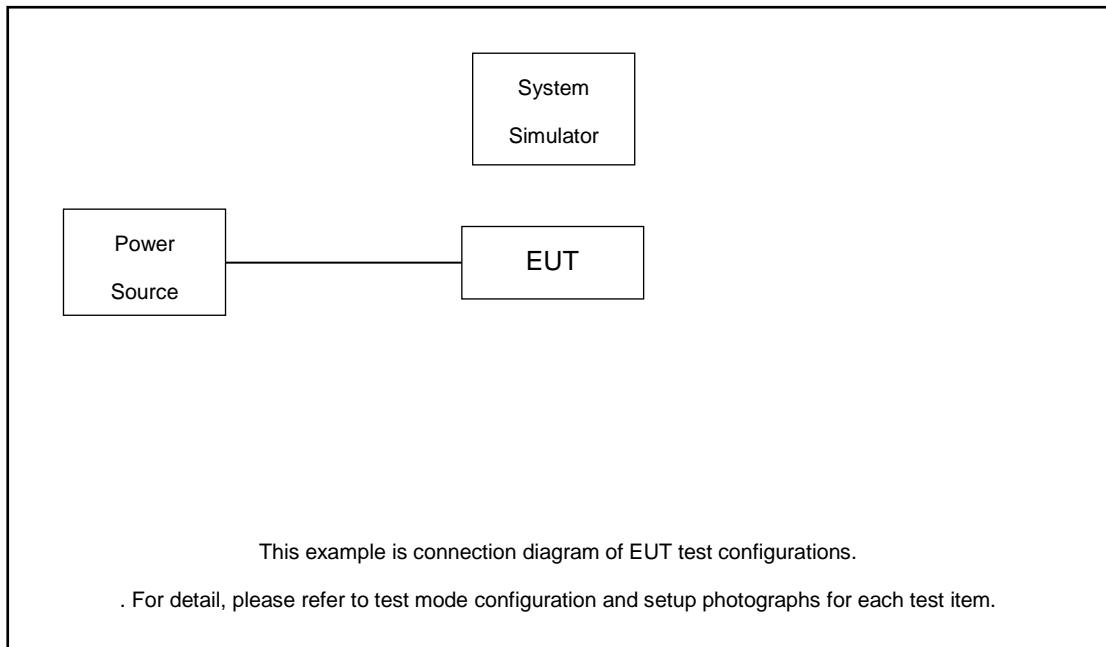 System
Simulator
Power
Source
EUT
This example is connection diagram of EUT test configurations.
. For detail, please refer to test mode configuration and setup photographs for each test item.